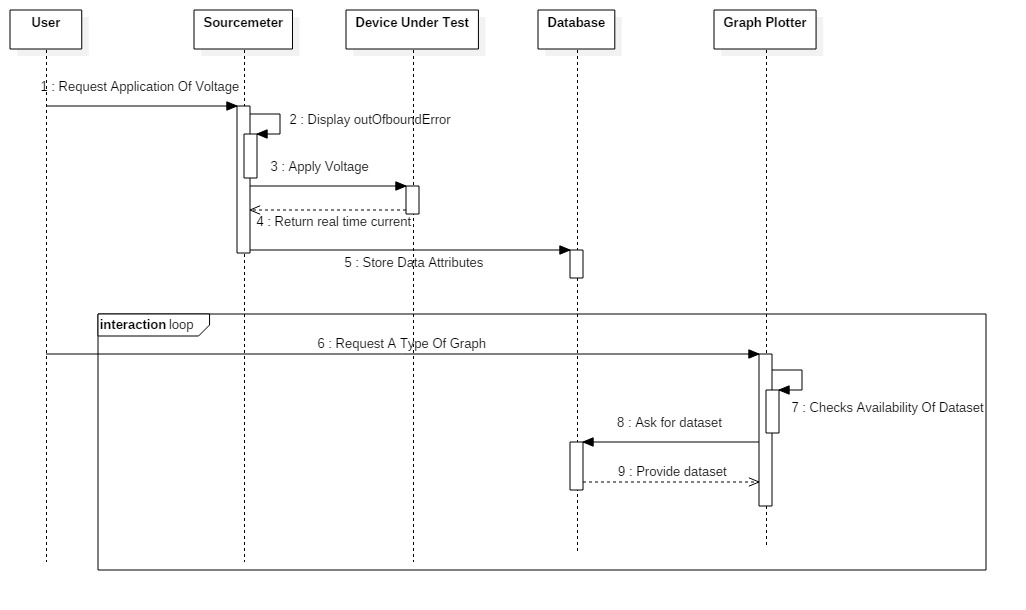 User
Sourcemeter
Device Under Test
Database
Graph Plotter
1 : Request Application Of Voltage
2 : Display outOfboundError
3 : Apply Voltage
4 : Return real time current
5 : Store Data Attributes
interaction loop
6 : Request A Type Of Graph
7 : Checks Availability Of Dataset
8 : Ask for dataset
9 : Provide dataset